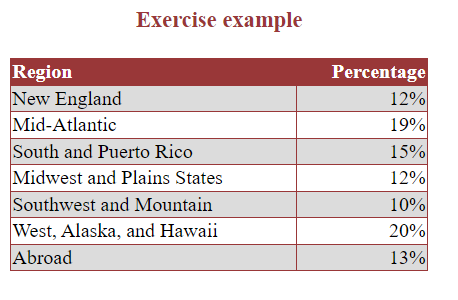 Exercise example
Region Percentage
New England 12%
Mid-Atlantic 19%
South and Puerto Rico 15%
Midwest and Plains States 12%
Southwest and Mountain 10%
West, Alaska, and Hawaii 20%
Abroad 13%